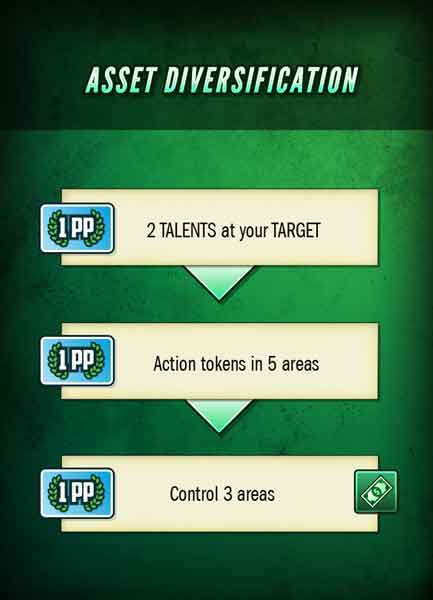 ASSET DIVERSIFICATION
1 PP
2 TALENTS at your TARGET
1 PP
Action tokens in 5 areas
1 PP
Control 3 areas